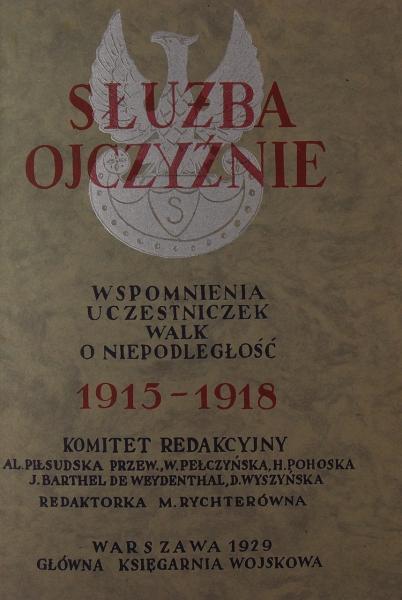 SŁUŻBA
OJCZYŹNIE
S
WSPOMNIENIA
UCZESTNICZEK
WALK
O NIEPODLEGŁOŚĆ
1915-1918
KOMITET REDAKCYJNY
AL. PIŁSUDSKA PRZEW., W. PEŁCZYŃSKA, H. POHOSKA
J. BARTHEL DE WEYDENTHAL, D. WYSZYŃSKA
REDAKTORKA M. RYCHTERÓWNA
WARSZAWA 1929
GŁÓWNA KSIĘGARNIA WOJSKOWA